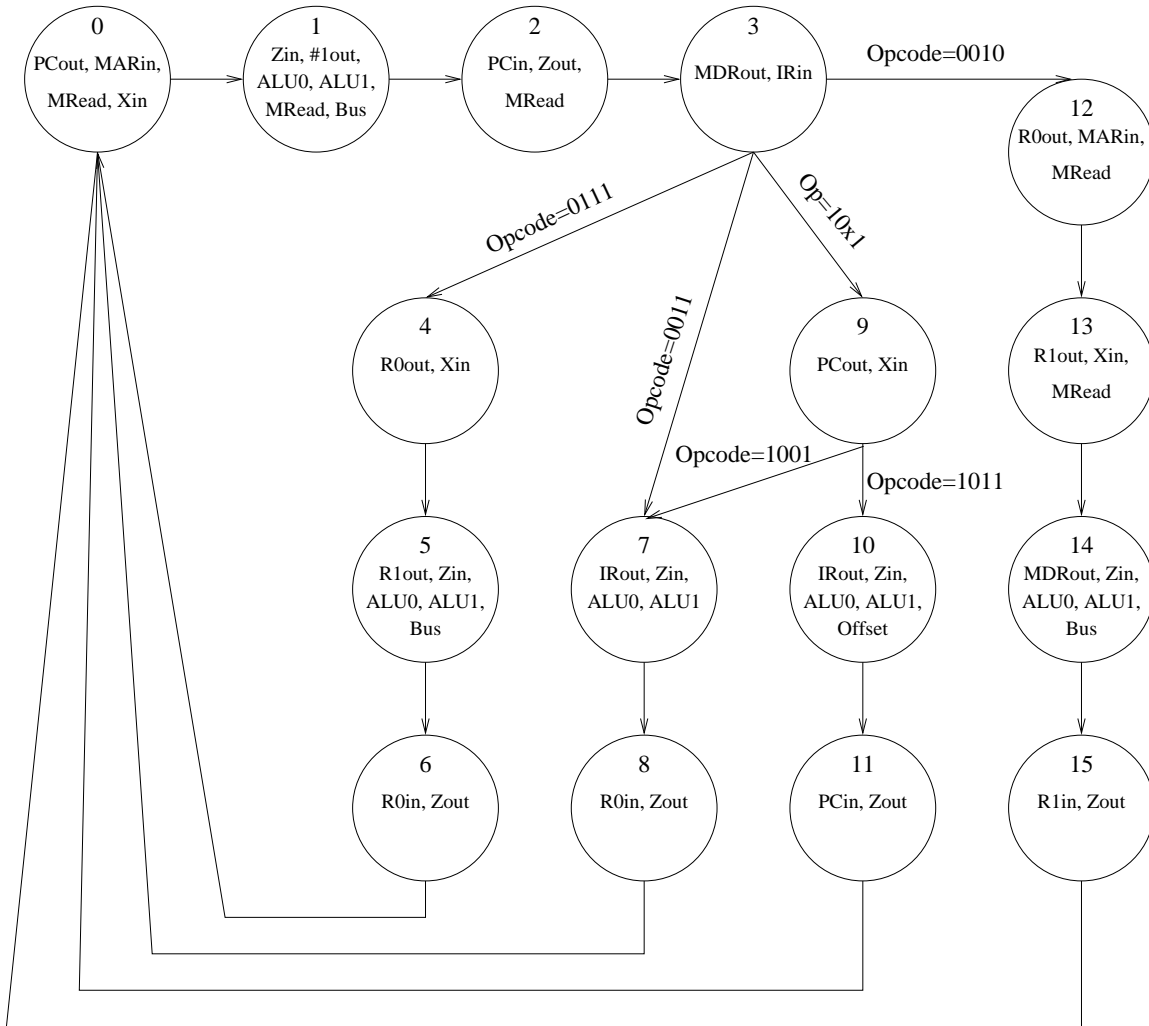 0
PCout, MARin,
MRead, Xin
1
Zin, #1out,
ALU0, ALU1,
MRead, Bus
2
PCin, Zout,
MRead
3
MDRout, IRin
Opcode=0010
12
R0out, MARin,
MRead
Opcode=0111
Opcode=0011
Op=10x1
4
R0out, Xin
9
PCout, Xin
13
R1out, Xin,
MRead
Opcode=1001
Opcode=1011
5
R1out, Zin,
ALU0, ALU1,
Bus
7
IRout, Zin,
ALU0, ALU1
10
IRout, Zin,
ALU0, ALU1,
Offset
14
MDRout, Zin,
ALU0, ALU1,
Bus
6
R0in, Zout
8
R0in, Zout
11
PCin, Zout
15
R1in, Zout